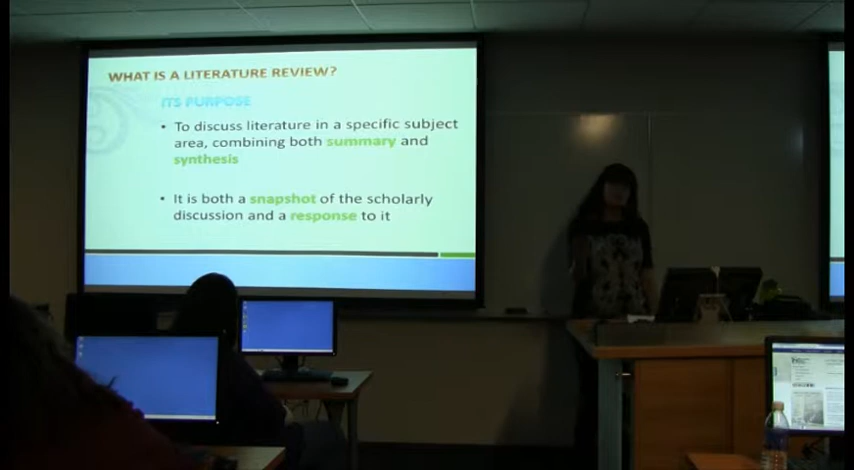 WHAT IS A LITERATURE REVIEW?
ITS PURPOSE
• To discuss literature in a specific subject
area, combining both summary and
synthesis
• It is both a snapshot of the scholarly
discussion and a response to it